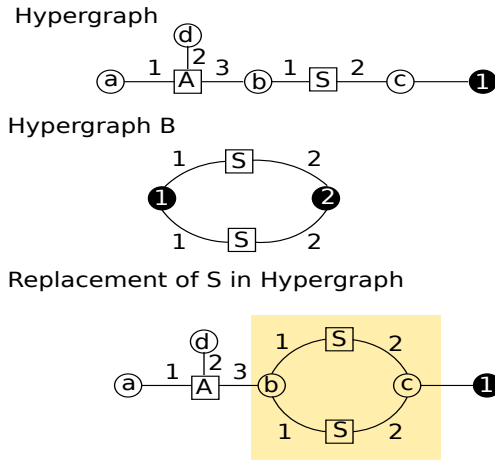 Hypergraph
d
1 2 3 1 2
a A b S c 1
Hypergraph B
1 S 2
1 2
1 S 2
Replacement of S in Hypergraph
d 1 S 2
1 2 3
a A b c 1
1 S 2